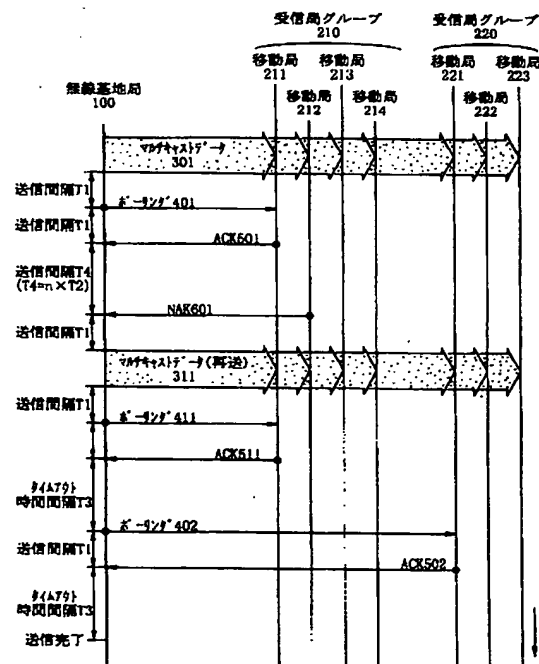 受信局グループ
210
受信局グループ
220
移動局
211
移動局
213
移動局
221
移動局
223
無線基地局
100
移動局
212
移動局
214
移動局
222
マルチキャストデータ
301
送信間隔T1
ポーリング401
送信間隔T1
ACK501
送信間隔T4
(T4=n×T2)
NAK601
送信間隔T1
マルチキャストデータ(再送)
311
送信間隔T1
ポーリング411
ACK511
タイムアウト
時間間隔T3
ポーリング402
送信間隔T1
ACK502
タイムアウト
時間間隔T3
送信完了